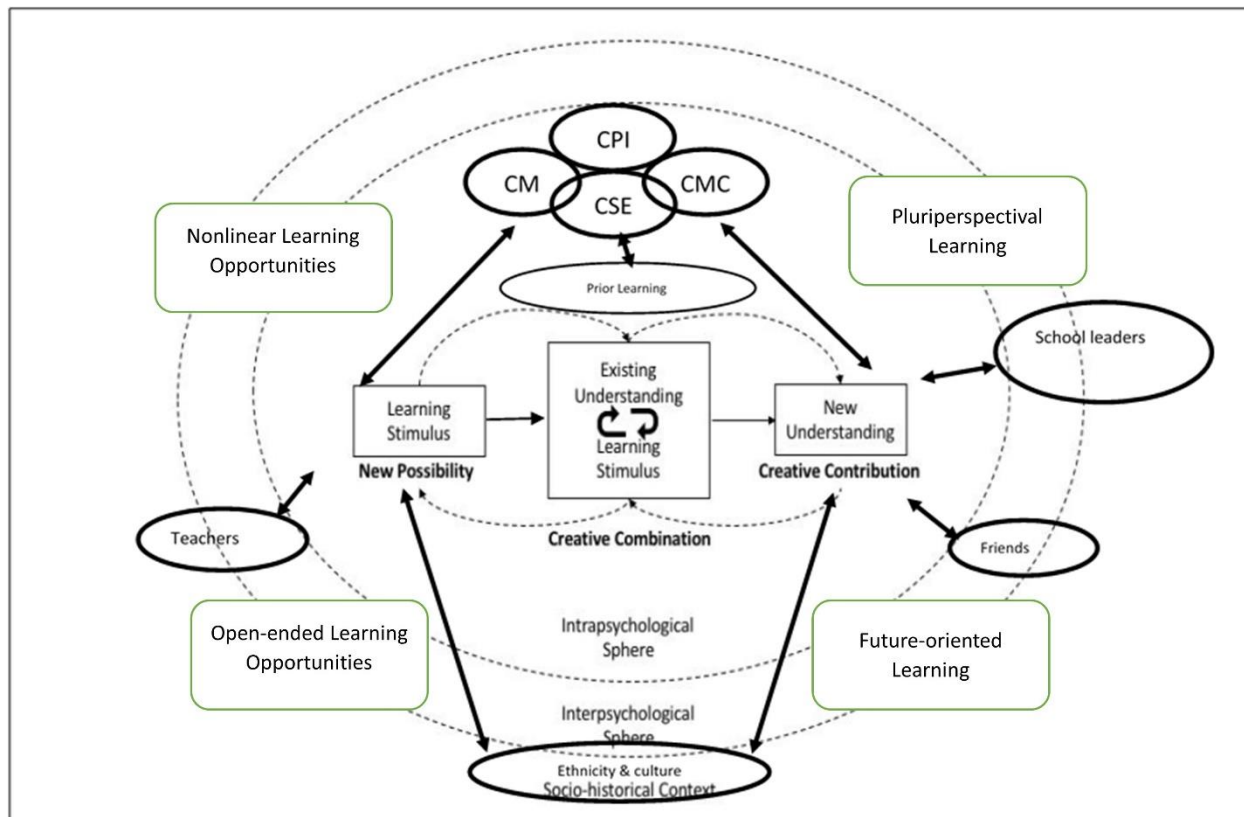 CPI
CM
CMC
CSE
Nonlinear Learning
Opportunities
Pluriperspectival
Learning
Prior Learning
School leaders
Existing
Understanding
Learning
Stimulus
Learning
Stimulus
New
Understanding
New Possibility
Creative Contribution
Creative Combination
Teachers
Friends
Open-ended Learning
Opportunities
Intrapsychological
Sphere
Future-oriented
Learning
Interpsychological
Sphere
Ethnicity & culture
Socio-historical Context